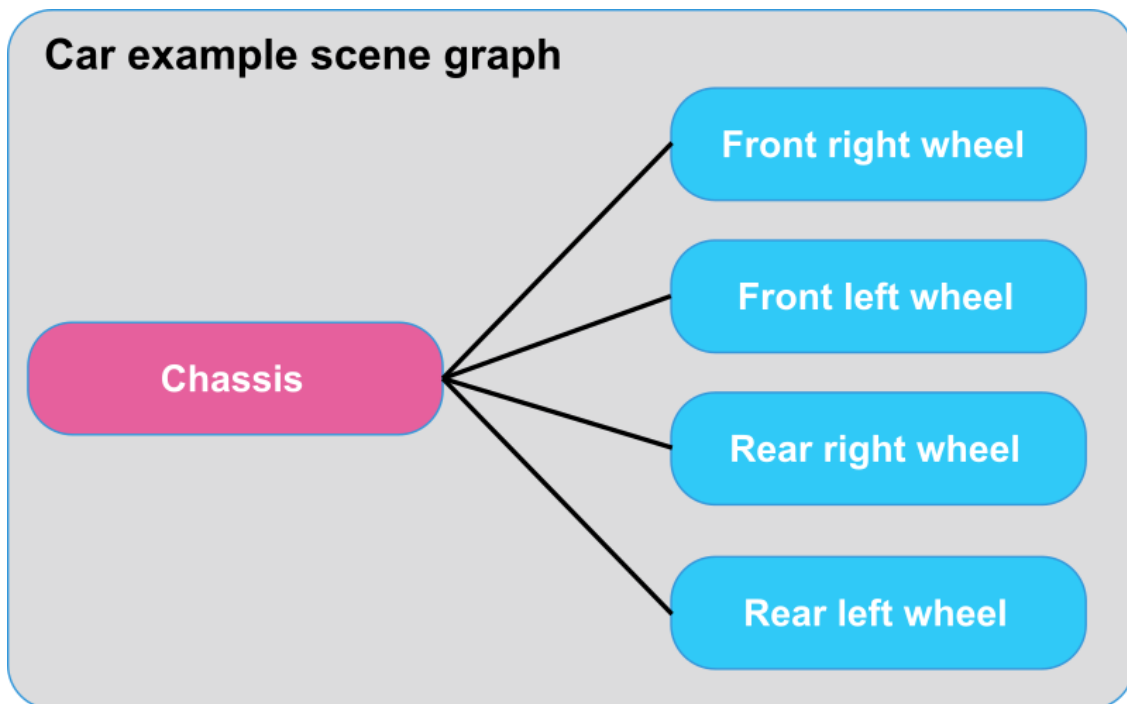 Car example scene graph
Front right wheel
Front left wheel
Chassis
Rear right wheel
Rear left wheel